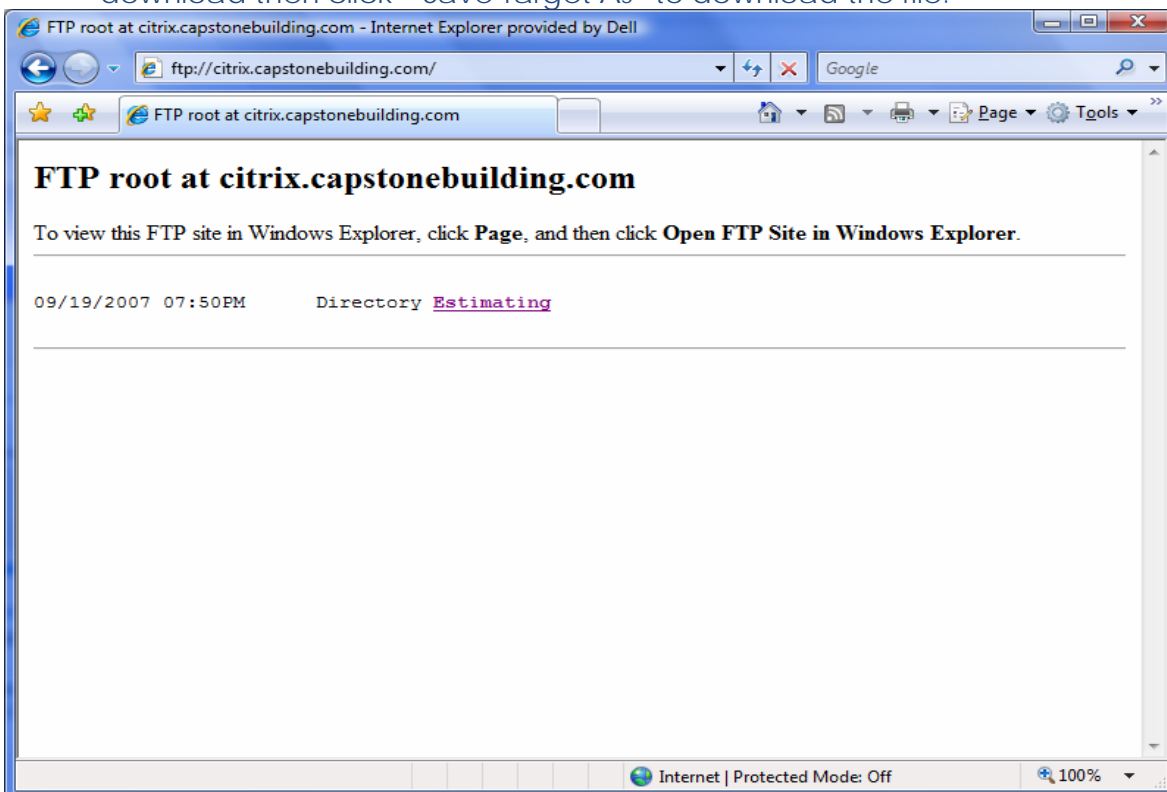 download then click "Save Target As" to download the file.
FTP root at citrix.capstonebuilding.com - Internet Explorer provided by Dell
ftp://citrix.capstonebuilding.com/
Google
FTP root at citrix.capstonebuilding.com
Page
Tools
FTP root at citrix.capstonebuilding.com
To view this FTP site in Windows Explorer, click Page, and then click Open FTP Site in Windows Explorer.
09/19/2007 07:50PM Directory Estimating
Internet | Protected Mode: Off
100%